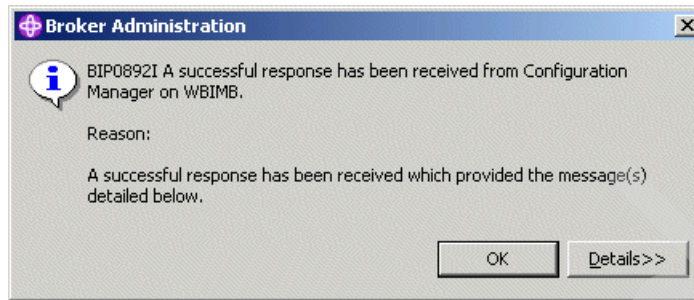 Broker Administration
BIP0892I A successful response has been received from Configuration
Manager on WBIMB.
Reason:
A successful response has been received which provided the message(s)
detailed below.
OK
Details>>